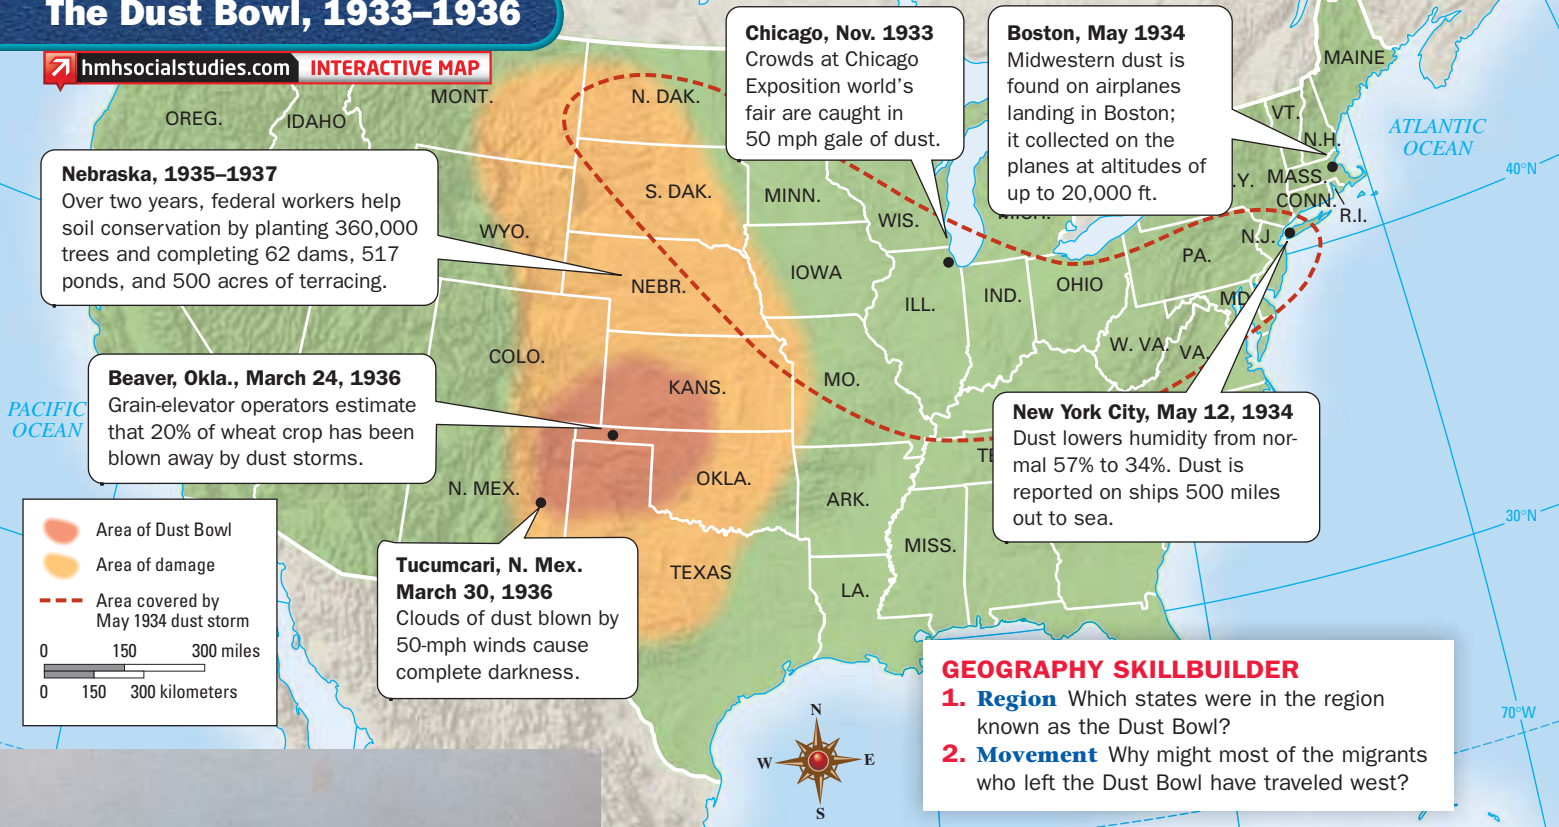 The Dust Bowl, 1933–1936
hmhsocialstudies.com INTERACTIVE MAP
Chicago, Nov. 1933
Crowds at Chicago
Exposition world's
fair are caught in
50 mph gale of dust.
Boston, May 1934
Midwestern dust is
found on airplanes
landing in Boston;
it collected on the
planes at altitudes of
up to 20,000 ft.
Nebraska, 1935–1937
Over two years, federal workers help
soil conservation by planting 360,000
trees and completing 62 dams, 517
ponds, and 500 acres of terracing.
Beaver, Okla., March 24, 1936
Grain-elevator operators estimate
that 20% of wheat crop has been
blown away by dust storms.
Tucumcari, N. Mex.
March 30, 1936
Clouds of dust blown by
50-mph winds cause
complete darkness.
New York City, May 12, 1934
Dust lowers humidity from nor-
mal 57% to 34%. Dust is
reported on ships 500 miles
out to sea.
OREG.
IDAHO
MONT.
N. DAK.
S. DAK.
MINN.
WIS.
MICH.
MAINE
VT.
N.H.
MASS.
CONN.
R.I.
.Y.
N.J.
PA.
MD
WYO.
NEBR.
IOWA
ILL.
IND.
OHIO
W. VA.
VA.
COLO.
KANS.
MO.
TE
N. MEX.
OKLA.
ARK.
TEXAS
LA.
MISS.
ATLANTIC
OCEAN
PACIFIC
OCEAN
40°N
30°N
70°W
Area of Dust Bowl
Area of damage
Area covered by
May 1934 dust storm
0 150 300 miles
0 150 300 kilometers
N
W E
S
GEOGRAPHY SKILLBUILDER
1. Region Which states were in the region
known as the Dust Bowl?
2. Movement Why might most of the migrants
who left the Dust Bowl have traveled west?